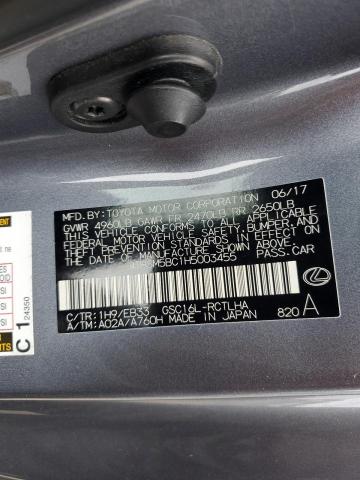 MFD.BY:TOYOTA MOTOR CORPORATION 06/17
GVWR 4960LB GAWR FR 2470LB RR 2650LB
THIS VEHICLE CONFORMS TO ALL APPLICABLE
FEDERAL MOTOR VEHICLE SAFETY, BUMPER, AND
THEFT PREVENTION STANDARDS IN EFFECT ON
THE DATE OF MANUFACTURE SHOWN ABOVE.
PASS.CAR
C/TR:1H9/EB33 GSC16L-RCTLHA
A/TM:A02A/A760H MADE IN JAPAN 820 A
C1
24350